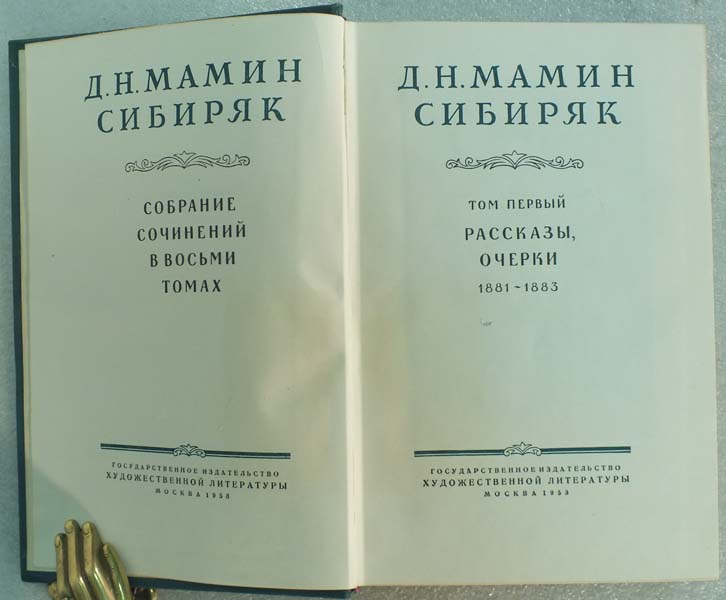 Д.Н.МАМИН
СИБИРЯК
СОБРАНИЕ
СОЧИНЕНИЙ
В ВОСЬМИ
ТОМАХ
ГОСУДАРСТВЕННОЕ ИЗДАТЕЛЬСТВО
ХУДОЖЕСТВЕННОЙ ЛИТЕРАТУРЫ
МОСКВА 1953
Д.Н.МАМИН
СИБИРЯК
ТОМ ПЕРВЫЙ
РАССКАЗЫ,
ОЧЕРКИ
1881~1883
ГОСУДАРСТВЕННОЕ ИЗДАТЕЛЬСТВО
ХУДОЖЕСТВЕННОЙ ЛИТЕРАТУРЫ
МОСКВА 1953